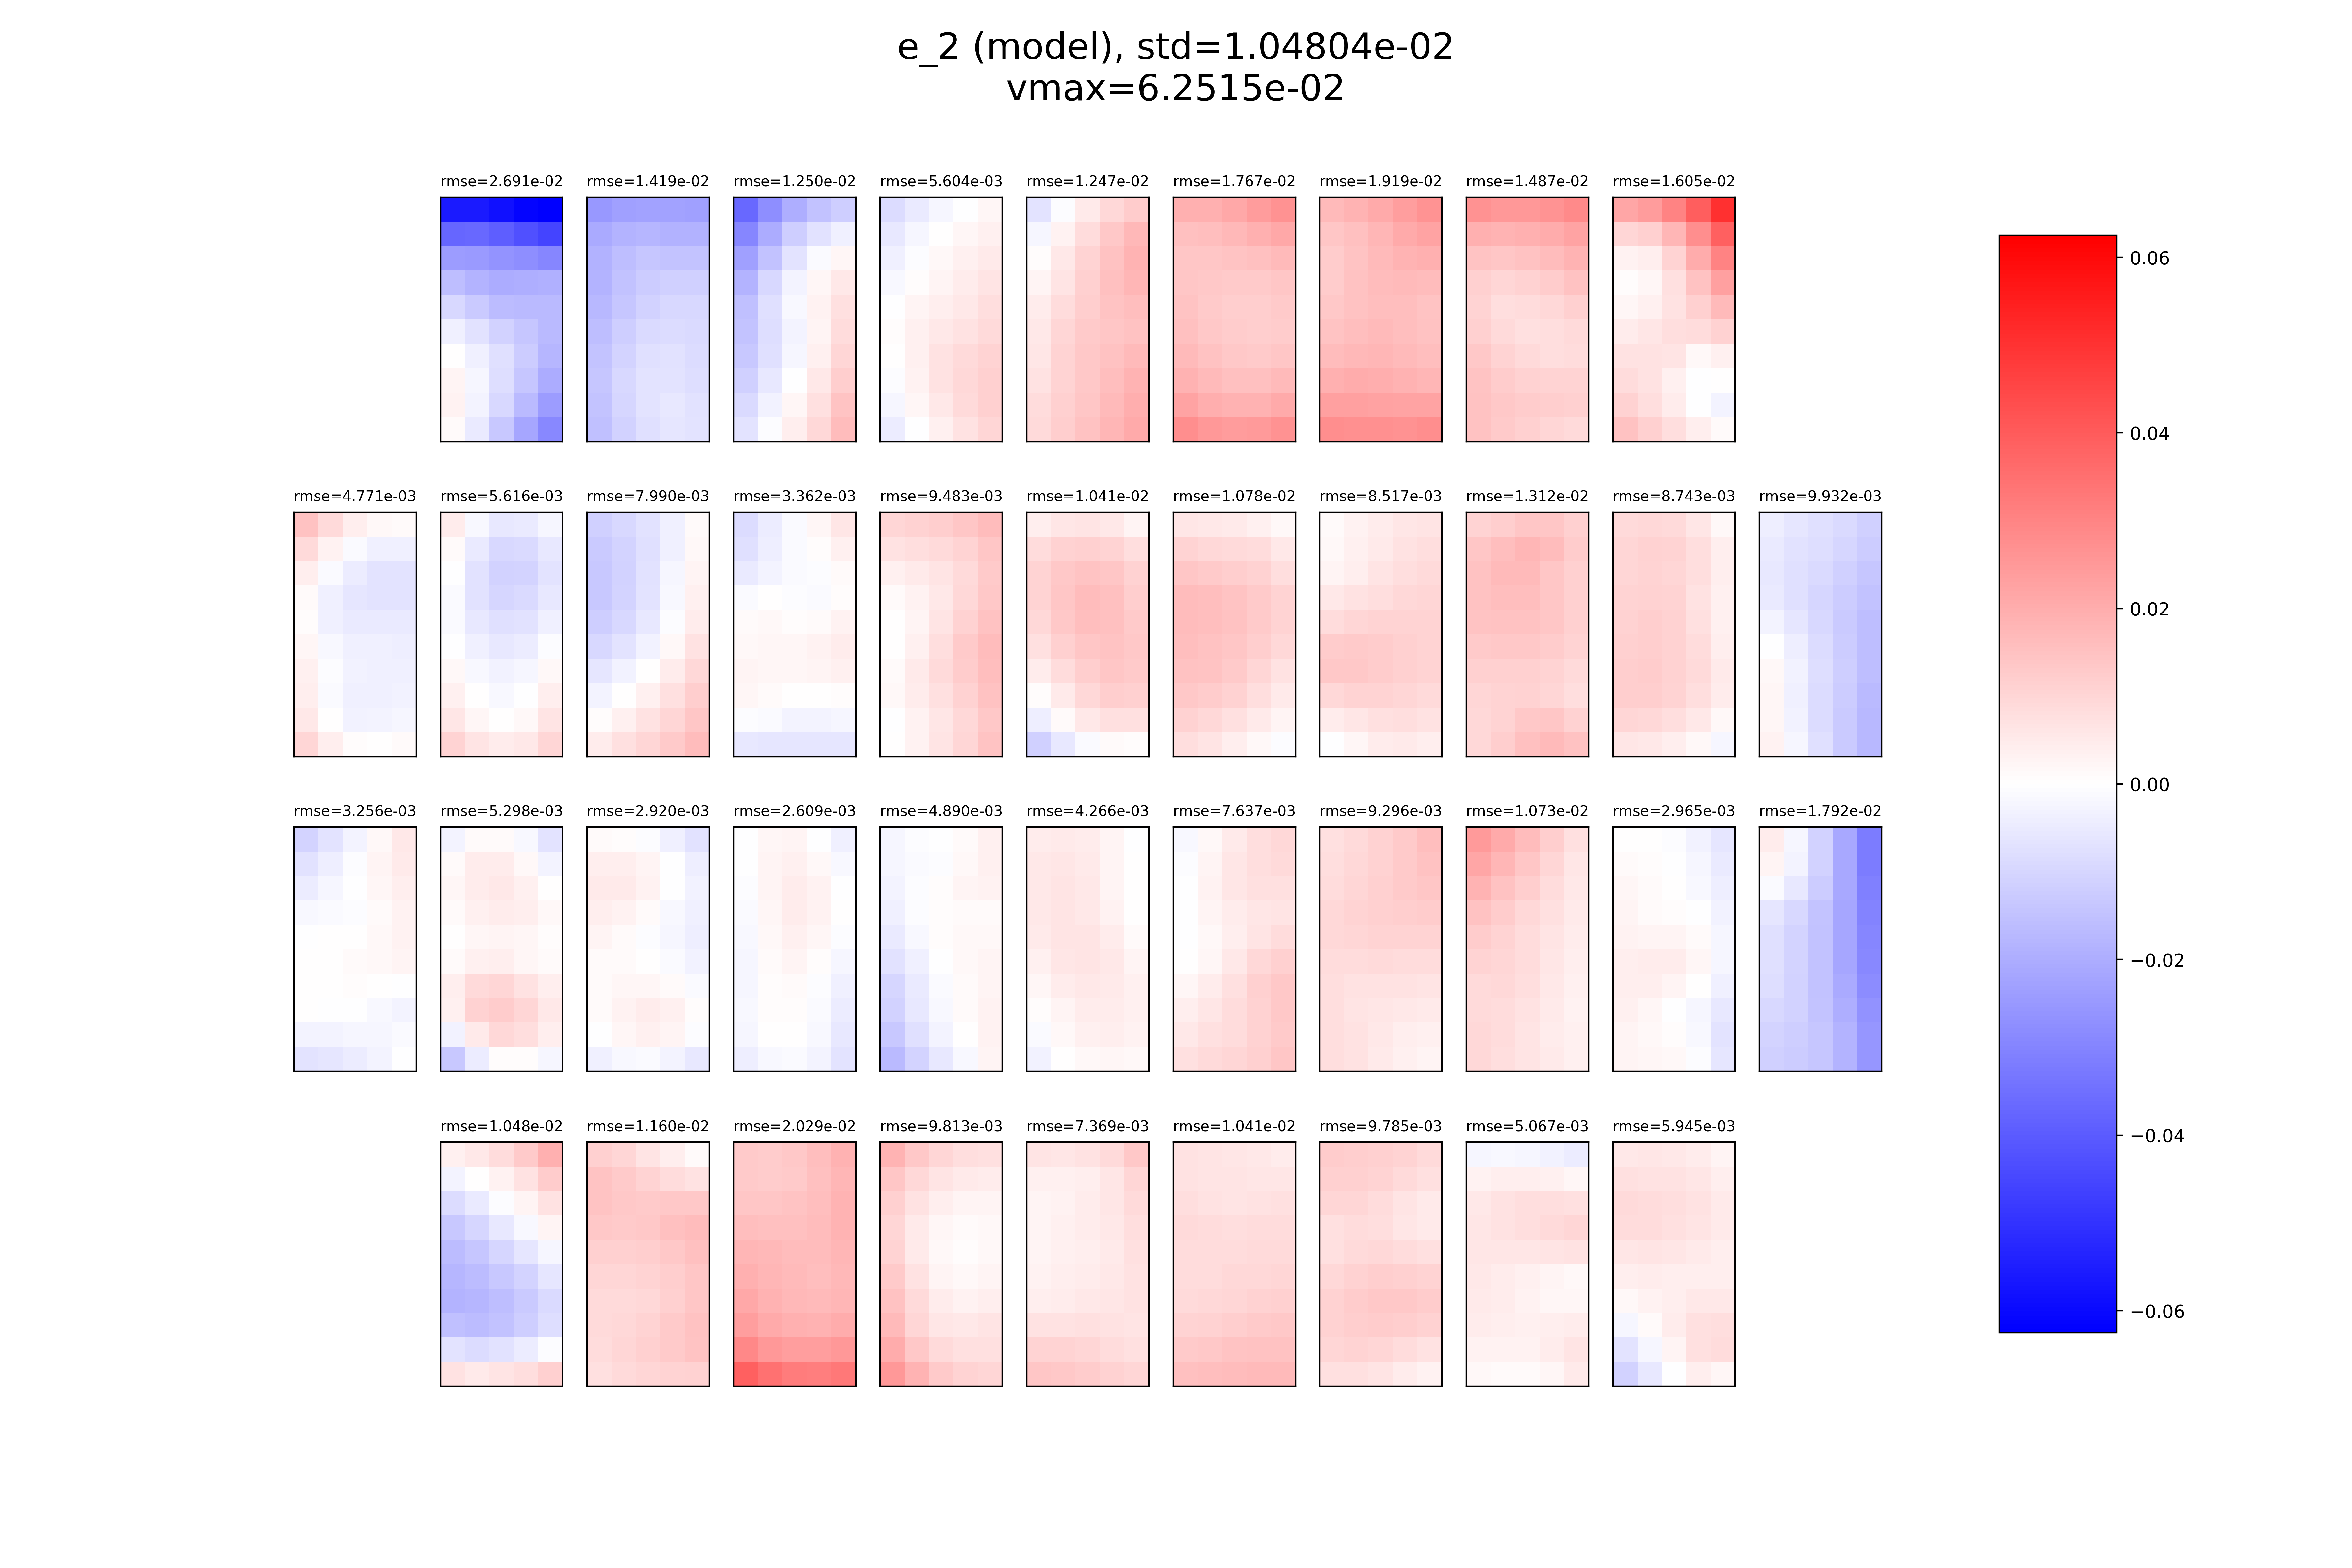 e_2 (model), std=1.04804e-02
vmax=6.2515e-02
rmse=2.691e-02 rmse=1.419e-02 rmse=1.250e-02 rmse=5.604e-03 rmse=1.247e-02 rmse=1.767e-02 rmse=1.919e-02 rmse=1.487e-02 rmse=1.605e-02
rmse=4.771e-03 rmse=5.616e-03 rmse=7.990e-03 rmse=3.362e-03 rmse=9.483e-03 rmse=1.041e-02 rmse=1.078e-02 rmse=8.517e-03 rmse=1.312e-02 rmse=8.743e-03 rmse=9.932e-03
rmse=3.256e-03 rmse=5.298e-03 rmse=2.920e-03 rmse=2.609e-03 rmse=4.890e-03 rmse=4.266e-03 rmse=7.637e-03 rmse=9.296e-03 rmse=1.073e-02 rmse=2.965e-03 rmse=1.792e-02
rmse=1.048e-02 rmse=1.160e-02 rmse=2.029e-02 rmse=9.813e-03 rmse=7.369e-03 rmse=1.041e-02 rmse=9.785e-03 rmse=5.067e-03 rmse=5.945e-03
0.06
0.04
0.02
0.00
−0.02
−0.04
−0.06